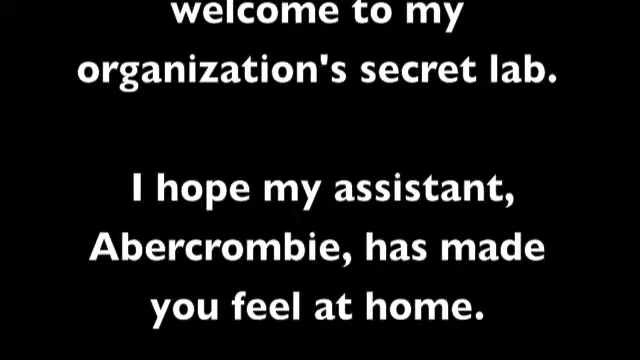 welcome to my
organization's secret lab.
I hope my assistant,
Abercrombie, has made
you feel at home.